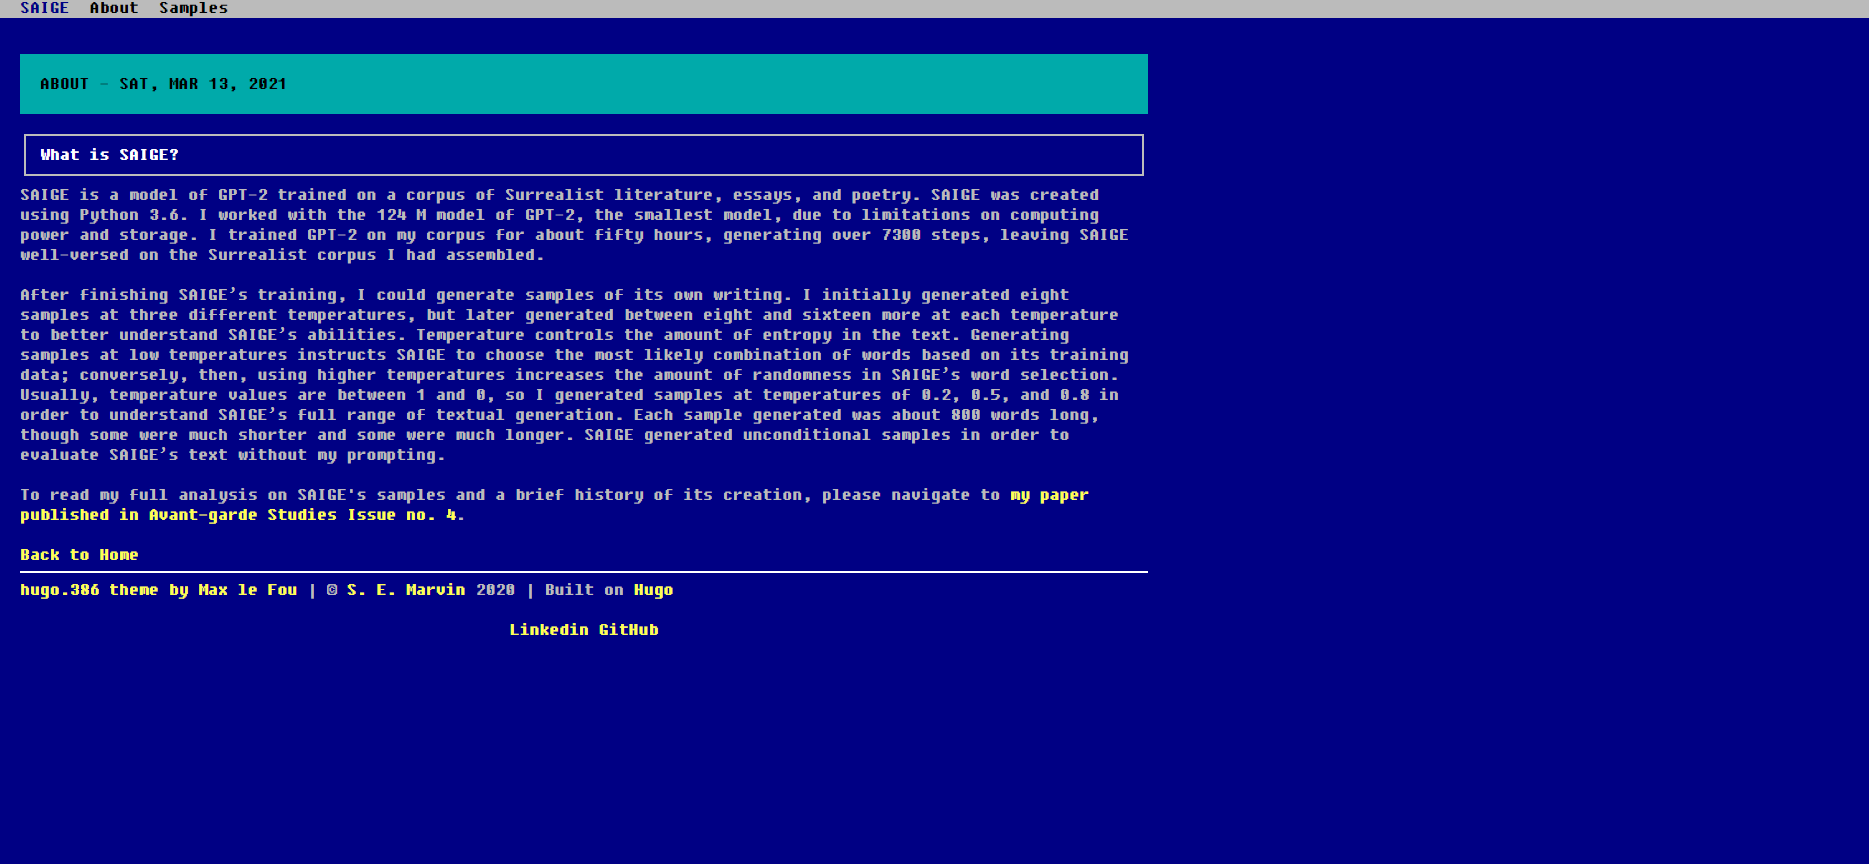 SAIGE About Samples
ABOUT - SAT, MAR 13, 2021
What is SAIGE?
SAIGE is a model of GPT-2 trained on a corpus of Surrealist literature, essays, and poetry. SAIGE was created
using Python 3.6. I worked with the 124 M model of GPT-2, the smallest model, due to limitations on computing
power and storage. I trained GPT-2 on my corpus for about fifty hours, generating over 7300 steps, leaving SAIGE
well-versed on the Surrealist corpus I had assembled.
After finishing SAIGE’s training, I could generate samples of its own writing. I initially generated eight
samples at three different temperatures, but later generated between eight and sixteen more at each temperature
to better understand SAIGE’s abilities. Temperature controls the amount of entropy in the text. Generating
samples at low temperatures instructs SAIGE to choose the most likely combination of words based on its training
data; conversely, then, using higher temperatures increases the amount of randomness in SAIGE’s word selection.
Usually, temperature values are between 1 and 0, so I generated samples at temperatures of 0.2, 0.5, and 0.8 in
order to understand SAIGE’s full range of textual generation. Each sample generated was about 800 words long,
though some were much shorter and some were much longer. SAIGE generated unconditional samples in order to
evaluate SAIGE’s text without my prompting.
To read my full analysis on SAIGE's samples and a brief history of its creation, please navigate to my paper
published in Avant-garde Studies Issue no. 4.
Back to Home
hugo.386 theme by Max le Fou | © S. E. Marvin 2020 | Built on Hugo
Linkedin GitHub